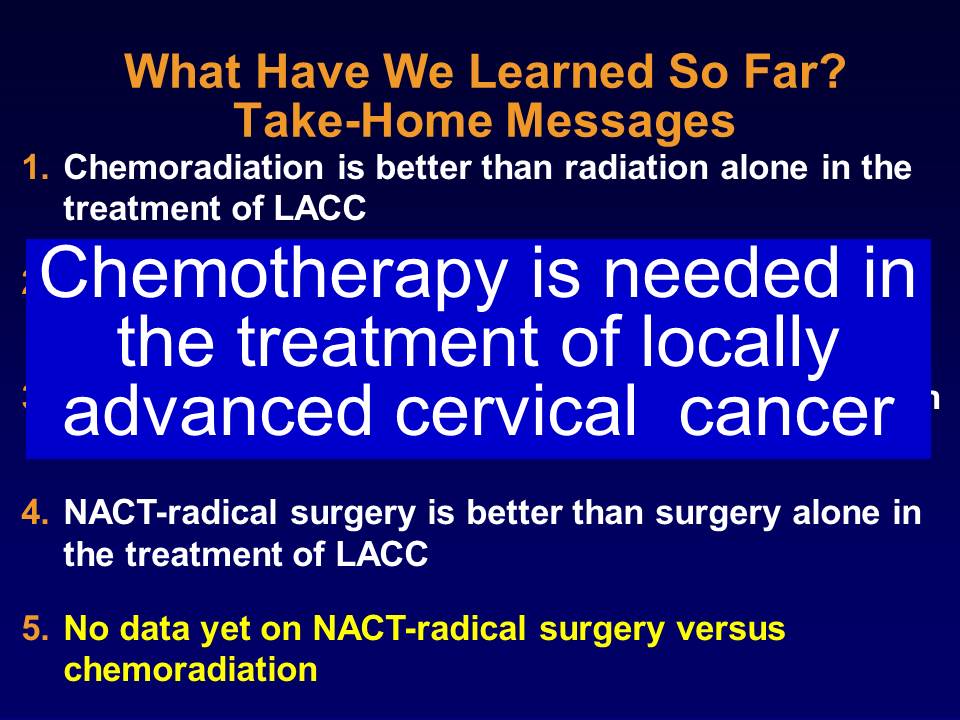 What Have We Learned So Far?
Take-Home Messages
1. Chemoradiation is better than radiation alone in the
treatment of LACC
Chemotherapy is needed in
the treatment of locally
advanced cervical cancer
4. NACT-radical surgery is better than surgery alone in
the treatment of LACC
5. No data yet on NACT-radical surgery versus
chemoradiation